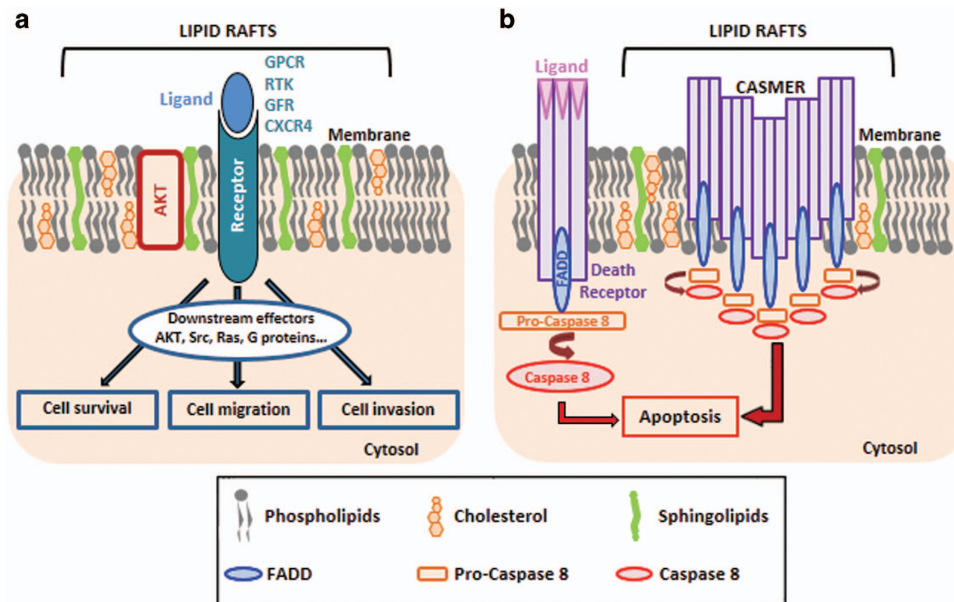 a
LIPID RAFTS
GPCR
RTK
GFR
CXCR4
Ligand
Membrane
AKT
Receptor
Downstream effectors
AKT, Src, Ras, G proteins...
Cell survival
Cell migration
Cell invasion
Cytosol
b
LIPID RAFTS
Ligand
CASMER
Membrane
FADD
Death
Receptor
Pro-Caspase 8
Caspase 8
Apoptosis
Cytosol
Phospholipids
Cholesterol
Sphingolipids
FADD
Pro-Caspase 8
Caspase 8